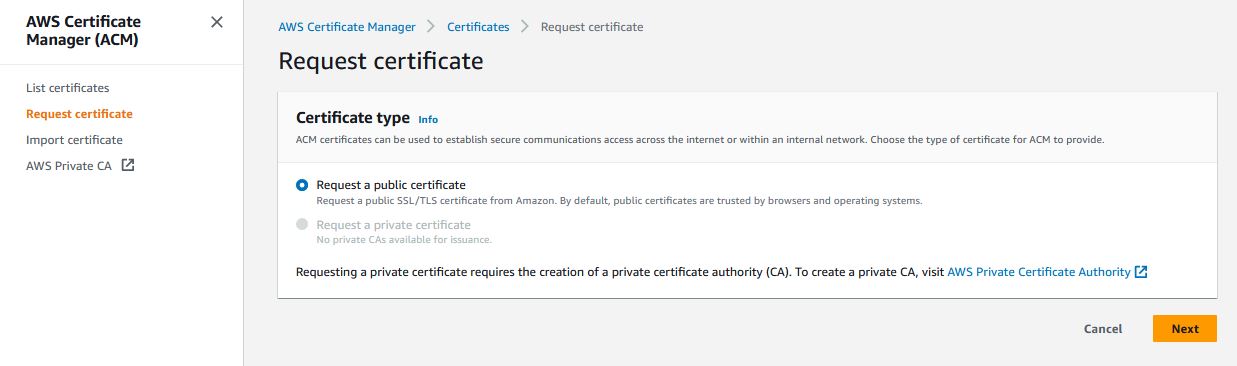 AWS Certificate
Manager (ACM)
List certificates
Request certificate
Import certificate
AWS Private CA
AWS Certificate Manager > Certificates > Request certificate
Request certificate
Certificate type Info
ACM certificates can be used to establish secure communications access across the internet or within an internal network. Choose the type of certificate for ACM to provide.
Request a public certificate
Request a public SSL/TLS certificate from Amazon. By default, public certificates are trusted by browsers and operating systems.
Request a private certificate
No private CAs available for issuance.
Requesting a private certificate requires the creation of a private certificate authority (CA). To create a private CA, visit AWS Private Certificate Authority
Cancel Next